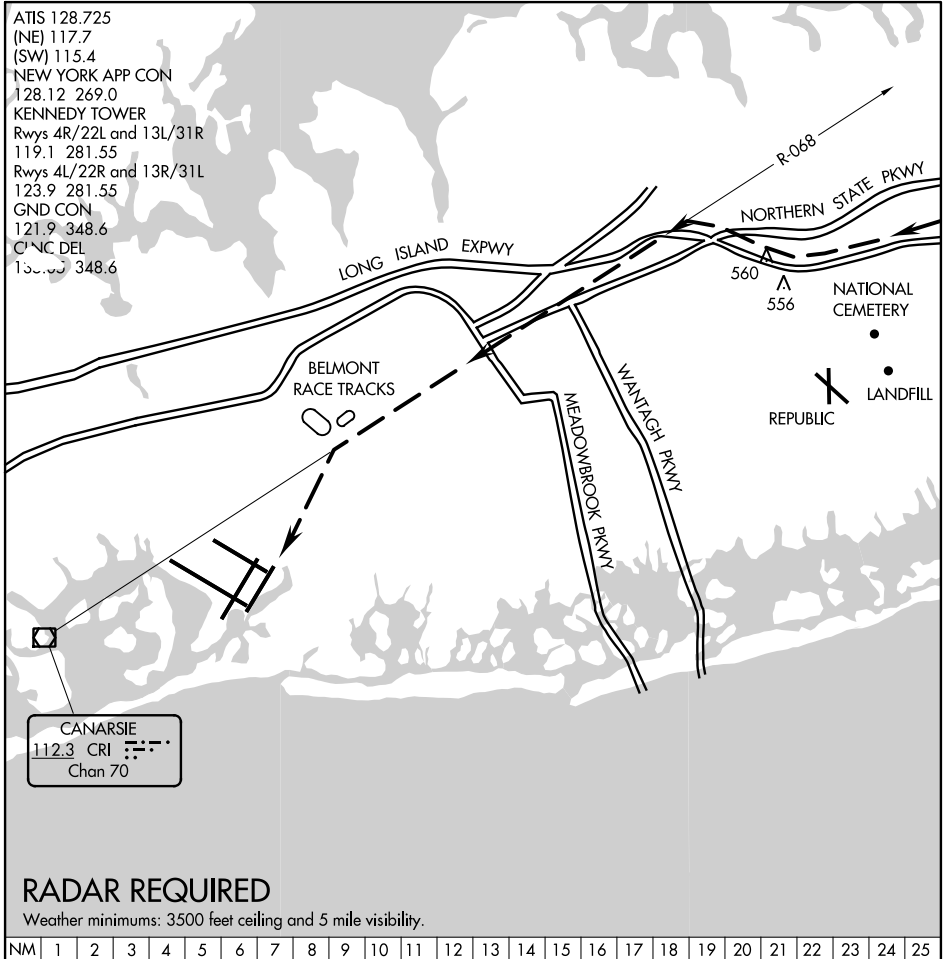 ATIS 128.725
(NE) 117.7
(SW) 115.4
NEW YORK APP CON
128.12 269.0
KENNEDY TOWER
Rwys 4R/22L and 13L/31R
119.1 281.55
Rwys 4L/22R and 13R/31L
123.9 281.55
GND CON
121.9 348.6
DEL
348.6
R-068
NORTHERN STATE PKWY
LONG ISLAND EXPWY
560
556
NATIONAL
CEMETERY
LANDFILL
REPUBLIC
BELMONT
RACE TRACKS
WANTAGH PKWY
MEADOWBROOK PKWY
CANARSIE
112.3 CRI
Chan 70
RADAR REQUIRED
Weather minimums: 3500 feet ceiling and 5 mile visibility.
NM 1 2 3 4 5 6 7 8 9 10 11 12 13 14 15 16 17 18 19 20 21 22 23 24 25